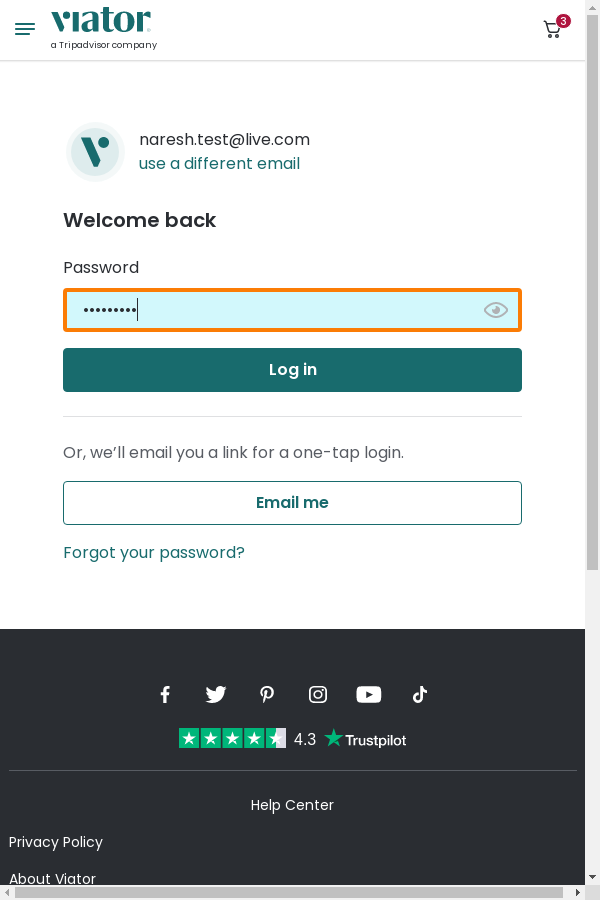 viator
a Tripadvisor company
3
naresh.test@live.com
use a different email
Welcome back
Password
•••••••••
Log in
Or, we’ll email you a link for a one-tap login.
Email me
Forgot your password?
4.3 Trustpilot
Help Center
Privacy Policy
About Viator